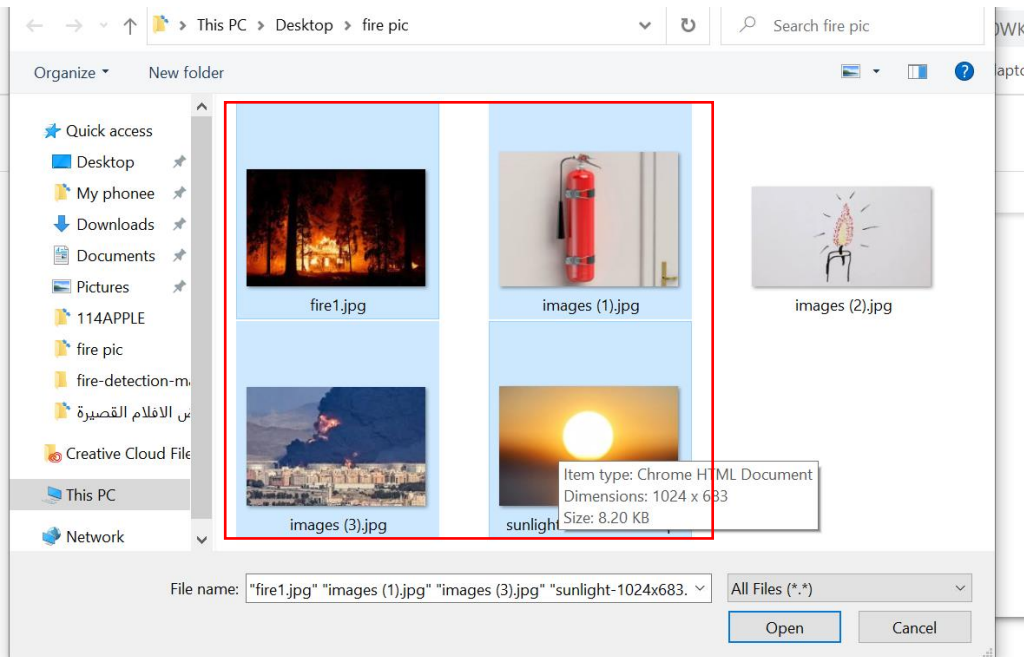 This PC > Desktop > fire pic
Search fire pic
Organize
New folder
Quick access
Desktop
My phonee
Downloads
Documents
Pictures
114APPLE
fire pic
fire-detection-ma
ض الافلام القصيرة
Creative Cloud File
This PC
Network
fire1.jpg
images (1).jpg
images (2).jpg
images (3).jpg
sunlight
Item type: Chrome HTML Document
Dimensions: 1024 x 683
Size: 8.20 KB
File name:
"fire1.jpg" "images (1).jpg" "images (3).jpg" "sunlight-1024x683.
All Files (*.*)
Open
Cancel